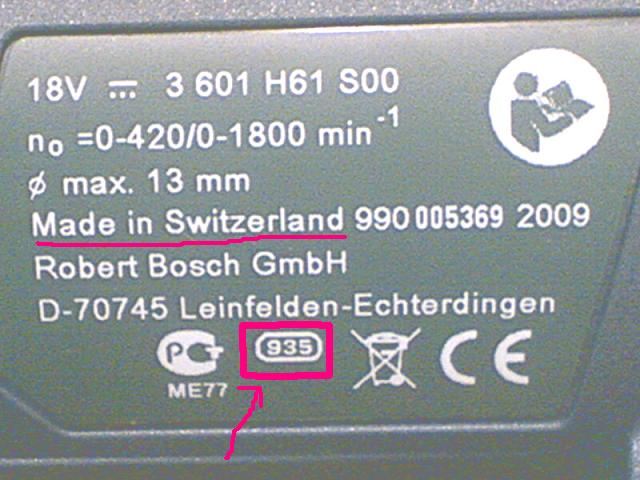 18V ⎓ 3 601 H61 S00
n₀ =0-420/0-1800 min⁻¹
ø max. 13 mm
Made in Switzerland 990 005369 2009
Robert Bosch GmbH
D-70745 Leinfelden-Echterdingen
PCT 935 CE
ME77